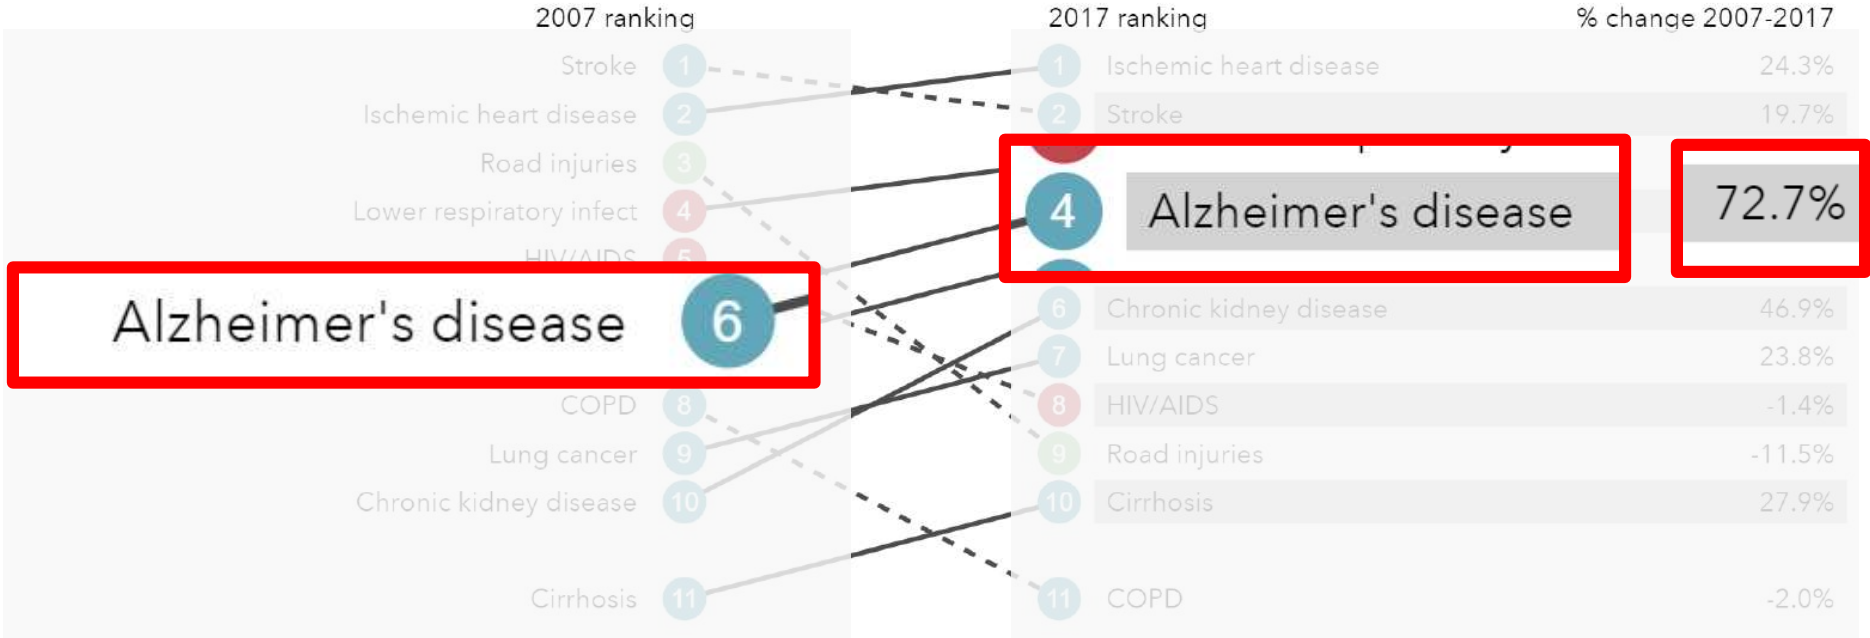 2007 ranking 2017 ranking % change 2007-2017
Stroke 1 1 Ischemic heart disease 24.3%
Ischemic heart disease 2 2 Stroke 19.7%
Road injuries 3
Lower respiratory infect 4 4 Alzheimer's disease 72.7%
HIV/AIDS 5
Alzheimer's disease 6 6 Chronic kidney disease 46.9%
7 Lung cancer 23.8%
COPD 8 8 HIV/AIDS -1.4%
Lung cancer 9 9 Road injuries -11.5%
Chronic kidney disease 10 10 Cirrhosis 27.9%
Cirrhosis 11 11 COPD -2.0%